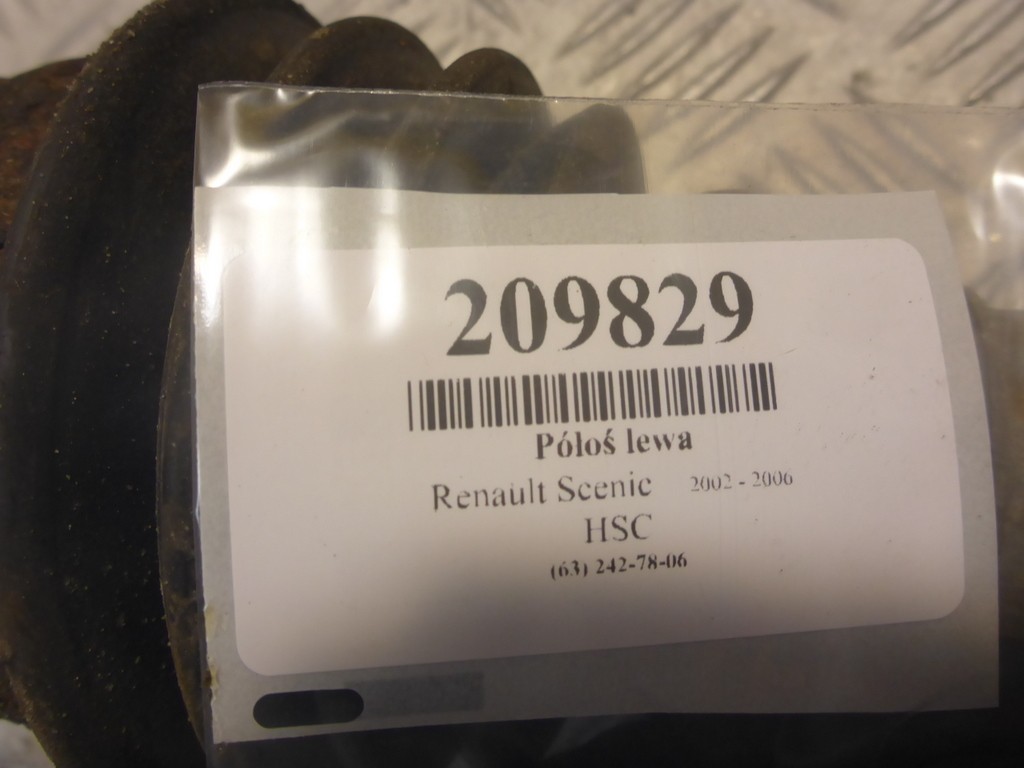 209829
Półoś lewa
Renault Scenic 2002 - 2006
HSC
(63) 242-78-06